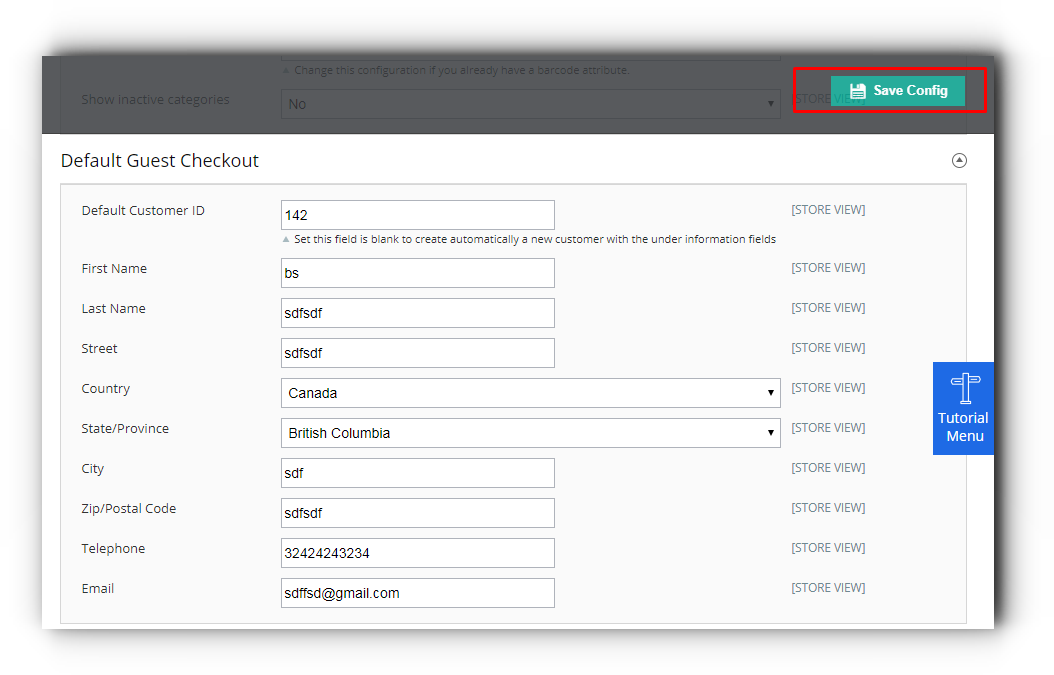 Change this configuration if you already have a barcode attribute.
Show inactive categories
No
[STORE VIEW]
Save Config
Default Guest Checkout
Default Customer ID
142
[STORE VIEW]
Set this field is blank to create automatically a new customer with the under information fields
First Name
bs
[STORE VIEW]
Last Name
sdfsdf
[STORE VIEW]
Street
sdfsdf
[STORE VIEW]
Country
Canada
[STORE VIEW]
State/Province
British Columbia
[STORE VIEW]
City
sdf
[STORE VIEW]
Zip/Postal Code
sdfsdf
[STORE VIEW]
Telephone
32424243234
[STORE VIEW]
Email
sdffsd@gmail.com
[STORE VIEW]
Tutorial
Menu